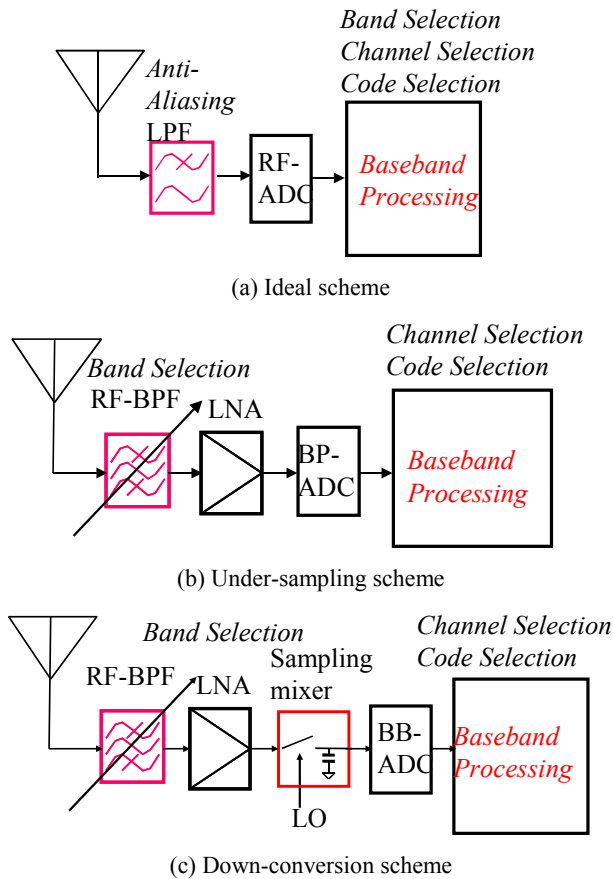 Band Selection
Channel Selection
Code Selection
Anti-
Aliasing
LPF
RF-
ADC
Baseband
Processing
(a) Ideal scheme
Channel Selection
Code Selection
Band Selection
RF-BPF
LNA
BP-
ADC
Baseband
Processing
(b) Under-sampling scheme
Channel Selection
Code Selection
Band Selection
Sampling
mixer
RF-BPF
LNA
BB-
ADC
Baseband
Processing
LO
(c) Down-conversion scheme